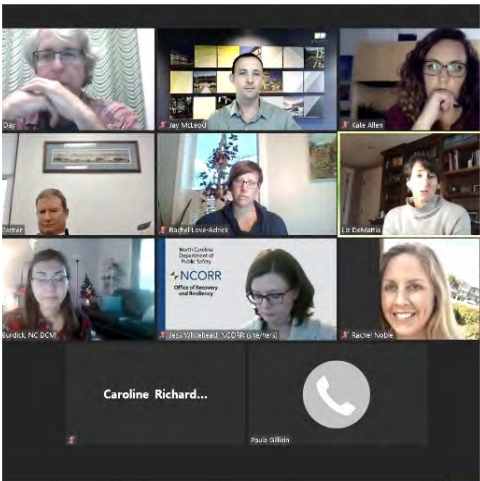 Jay McLeod
Kate Allen
Rachel Love-Adrick
Liz DeMattia
North Carolina
Department of
Public Safety
NCORR
Office of Recovery
and Resiliency
Burdick, NC DCM
Jess Whitehead, NCORR (she/hers)
Rachel Noble
Caroline Richard...
Paula Gillikin